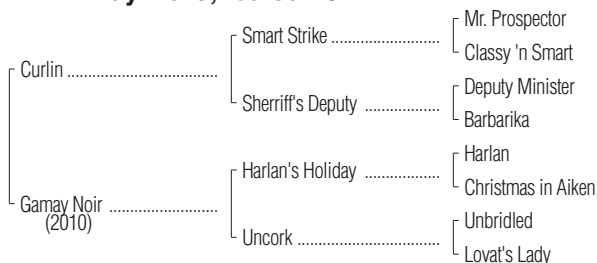 Curlin
Smart Strike
Mr. Prospector
Classy 'n Smart
Sherriff's Deputy
Deputy Minister
Barbarika
Gamay Noir
(2010)
Harlan's Holiday
Harlan
Christmas in Aiken
Uncork
Unbridled
Lovat's Lady